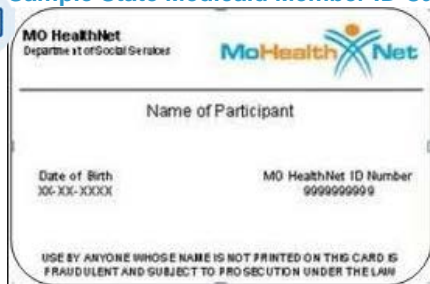 Sample State Medicaid Member ID
MO HealthNet
Department of Social Services
MoHealthNet
Name of Participant
Date of Birth
XX-XX-XXXX
MO HealthNet ID Number
9999999999
USE BY ANYONE WHOSE NAME IS NOT PRINTED ON THIS CARD IS
FRAUDULENT AND SUBJECT TO PROSECUTION UNDER THE LAW